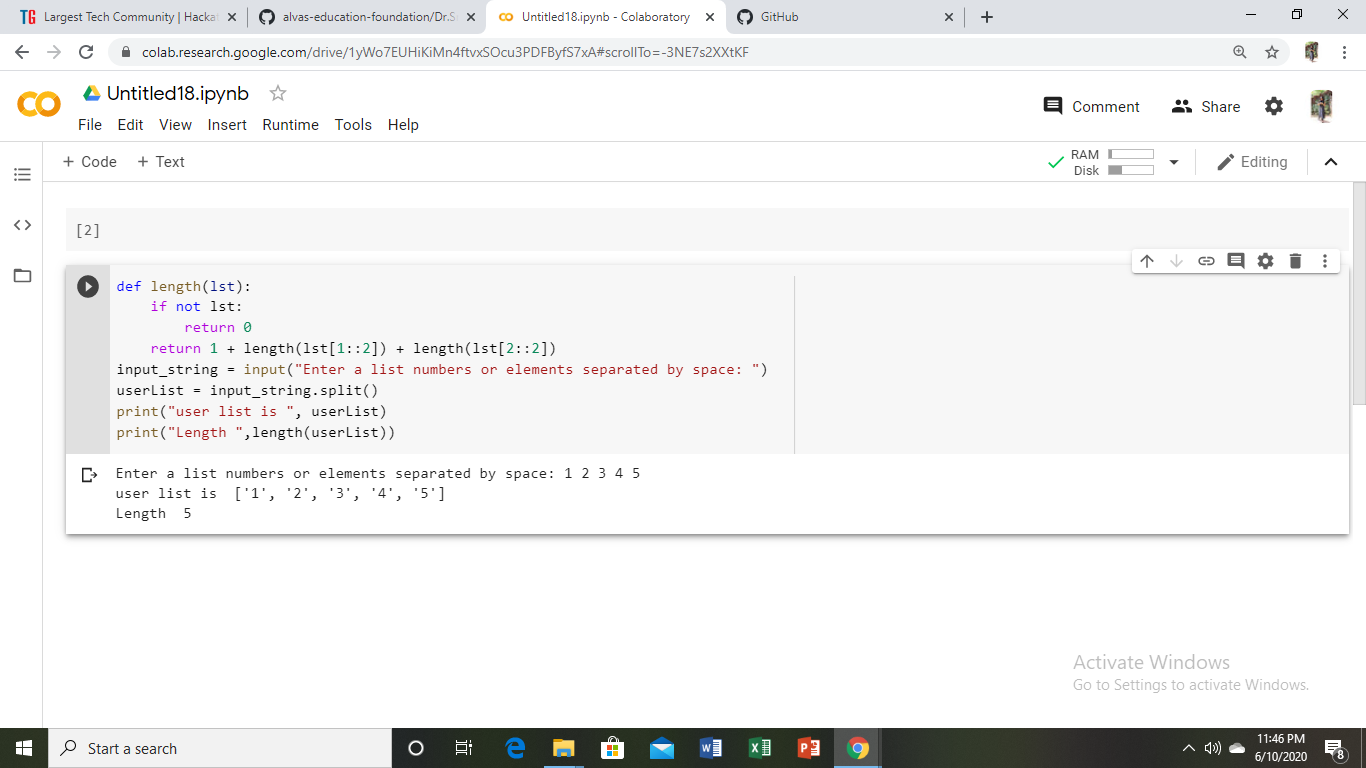 Largest Tech Community | Hacka
alvas-education-foundation/Dr.S
Untitled18.ipynb - Colaboratory
GitHub
colab.research.google.com/drive/1yWo7EUHiKiMn4ftvxSOcu3PDFByfS7xA#scrollTo=-3NE7s2XXtKF
Untitled18.ipynb
File Edit View Insert Runtime Tools Help
Comment
Share
+ Code + Text
RAM
Disk
Editing
[2]
def length(lst):
    if not lst:
        return 0
    return 1 + length(lst[1::2]) + length(lst[2::2])
input_string = input("Enter a list numbers or elements separated by space: ")
userList = input_string.split()
print("user list is ", userList)
print("Length ",length(userList))
Enter a list numbers or elements separated by space: 1 2 3 4 5
user list is  ['1', '2', '3', '4', '5']
Length  5
Activate Windows
Go to Settings to activate Windows.
Start a search
11:46 PM
6/10/2020
8